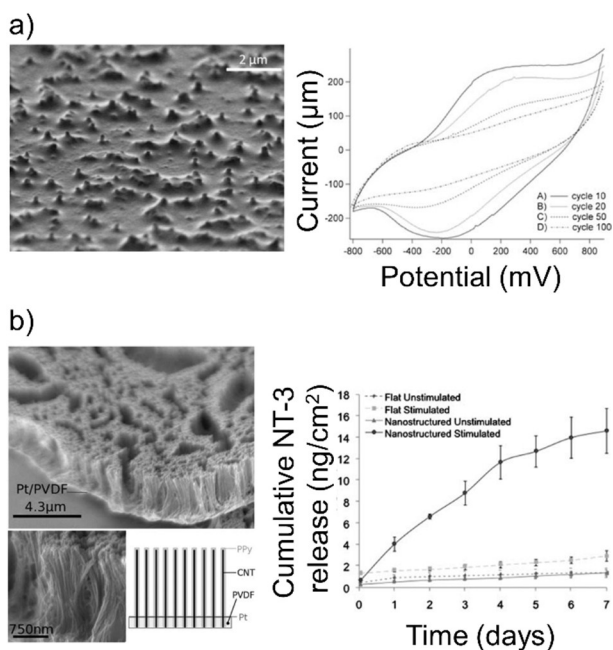 a)
2 µm
Current (µm)
200
100
0
-100
-200
-800
-600
-400
-200
0
200
400
600
800
A) cycle 10
B) cycle 20
C) cycle 50
D) cycle 100
Potential (mV)
b)
Pt/PVDF
4.3µm
750nm
PPy
CNT
PVDF
Pt
Cumulative NT-3
release (ng/cm²)
18
16
14
12
10
8
6
4
2
0
Flat Unstimulated
Flat Stimulated
Nanostructured Unstimulated
Nanostructured Stimulated
0
1
2
3
4
5
6
7
Time (days)